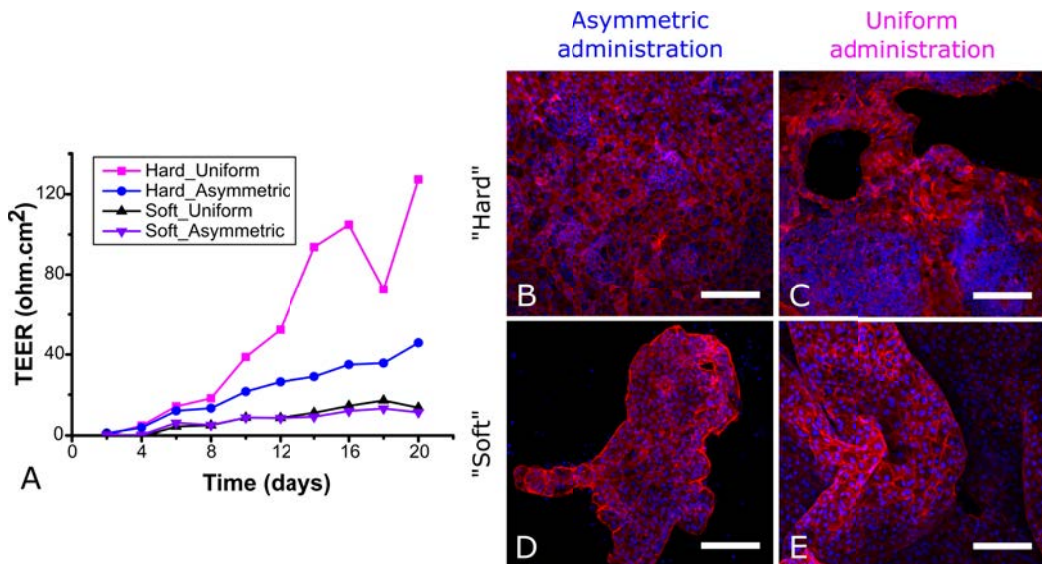 Asymmetric
administration
Uniform
administration
Hard_Uniform
Hard_Asymmetric
Soft_Uniform
Soft_Asymmetric
TEER (ohm.cm2)
120
80
40
0
0
4
8
12
16
20
Time (days)
A
"Hard"
B
C
"Soft"
D
E